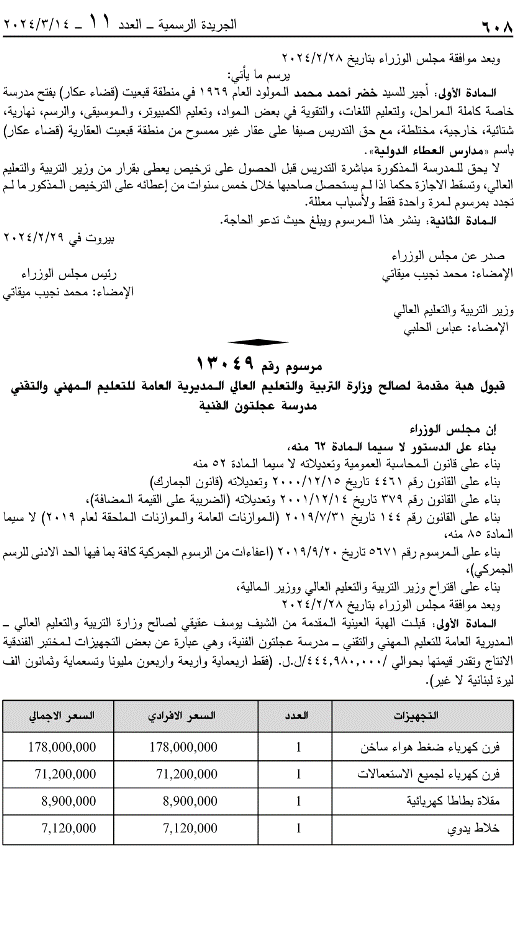 ٦٠٨ الجريدة الرسمية ــ العدد ١١ ــ ٢٠٢٤/٣/١٤
وبعد موافقة مجلس الوزراء بتاريخ ٢٠٢٤/٢/٢٨
يرسم ما يأتي:
المادة الأولى: أجيز للسيد خضر أحمد محمد المولود العام ١٩٦٩ في منطقة قبعيت (قضاء عكار) بفتح مدرسة
خاصة كاملة المراحل، ولتعليم اللغات، والتقوية في بعض المواد، وتعليم الكمبيوتر، والموسيقى، والرسم، نهارية،
شتائية، خارجية، مختلطة، مع حق التدريس صيفا على عقار غير ممسوح من منطقة قبعيت العقارية (قضاء عكار)
باسم «مدارس العطاء الدولية».
لا يحق للمدرسة المذكورة مباشرة التدريس قبل الحصول على ترخيص يعطى بقرار من وزير التربية والتعليم
العالي، وتسقط الاجازة حكما اذا لم يستحصل صاحبها خلال خمس سنوات من إعطائه على الترخيص المذكور ما لم
تجدد بمرسوم لمرة واحدة فقط ولأسباب معللة.
المادة الثانية: ينشر هذا المرسوم ويبلغ حيث تدعو الحاجة.
بيروت في ٢٠٢٤/٢/٢٩
صدر عن مجلس الوزراء
الإمضاء: محمد نجيب ميقاتي
رئيس مجلس الوزراء
الإمضاء: محمد نجيب ميقاتي
وزير التربية والتعليم العالي
الإمضاء: عباس الحلبي
مرسوم رقم ١٣٠٤٩
قبول هبة مقدمة لصالح وزارة التربية والتعليم العالي المديرية العامة للتعليم المهني والتقني
مدرسة عجلتون الفنية
إن مجلس الوزراء
بناء على الدستور لا سيما المادة ٦٢ منه،
بناء على قانون المحاسبة العمومية وتعديلاته لا سيما المادة ٥٢ منه
بناء على القانون رقم ٤٤٦١ تاريخ ٢٠٠٠/١٢/١٥ وتعديلاته (قانون الجمارك)
بناء على القانون رقم ٣٧٩ تاريخ ٢٠٠١/١٢/١٤ وتعديلاته (الضريبة على القيمة المضافة)،
بناء على القانون رقم ١٤٤ تاريخ ٢٠١٩/٧/٣١ (الموازنات العامة والموازنات الملحقة لعام ٢٠١٩) لا سيما
المادة ٨٥ منه،
بناء على المرسوم رقم ٥٦٧١ تاريخ ٢٠١٩/٩/٢٠ (اعفاءات من الرسوم الجمركية كافة بما فيها الحد الادنى للرسم
الجمركي)،
بناء على اقتراح وزير التربية والتعليم العالي ووزير المالية،
وبعد موافقة مجلس الوزراء بتاريخ ٢٠٢٤/٢/٢٨
المادة الأولى: قبلت الهبة العينية المقدمة من الشيف يوسف عقيقي لصالح وزارة التربية والتعليم العالي ــ
المديرية العامة للتعليم المهني والتقني ــ مدرسة عجلتون الفنية، وهي عبارة عن بعض التجهيزات لمختبر الفندقية
الانتاج وتقدر قيمتها بحوالي /٤٤٤,٩٨٠,٠٠٠/ل.ل. (فقط اربعماية واربعة واربعون مليونا وتسعماية وثمانون الف
ليرة لبنانية لا غير).
التجهيزات العدد السعر الافرادي السعر الاجمالي
فرن كهرباء ضغط هواء ساخن 1 178,000,000 178,000,000
فرن كهرباء لجميع الاستعمالات 1 71,200,000 71,200,000
مقلاة بطاطا كهربائية 1 8,900,000 8,900,000
خلاط يدوي 1 7,120,000 7,120,000